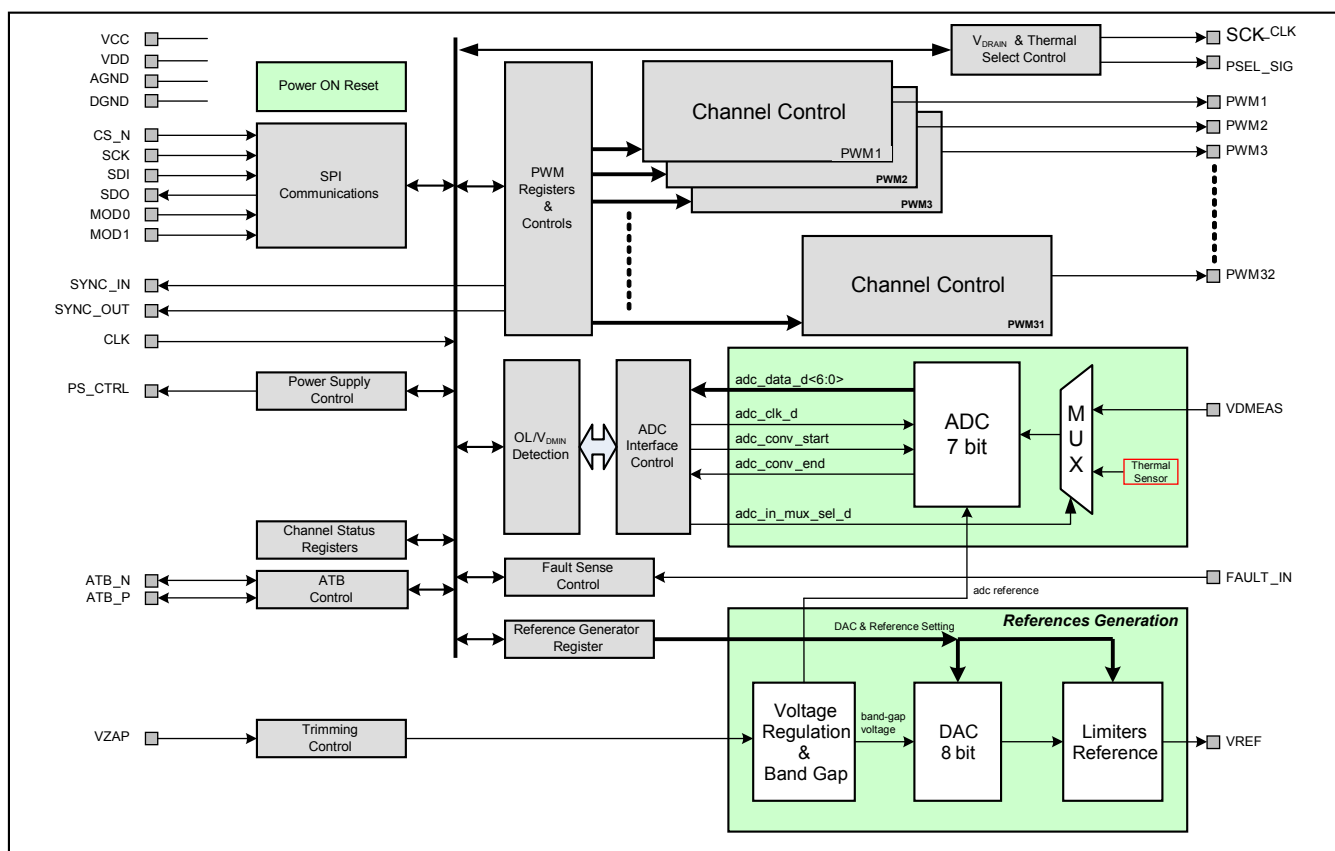 VCC
VDD
AGND
DGND
CS_N
SCK
SDI
SDO
MOD0
MOD1
SYNC_IN
SYNC_OUT
CLK
PS_CTRL
ATB_N
ATB_P
VZAP
Power ON Reset
SPI
Communications
Power Supply
Control
Channel Status
Registers
ATB
Control
Trimming
Control
PWM
Registers
&
Controls
OL/VDMIN
Detection
ADC
Interface
Control
Fault Sense
Control
Reference Generator
Register
VDRAIN & Thermal
Select Control
Channel Control
PWM1
PWM2
PWM3
Channel Control
PWM31
adc_data_d<6:0>
adc_clk_d
adc_conv_start
adc_conv_end
adc_in_mux_sel_d
ADC
7 bit
MUX
Thermal
Sensor
adc reference
References Generation
DAC & Reference Setting
Voltage
Regulation
&
Band Gap
band-gap
voltage
DAC
8 bit
Limiters
Reference
SCK_CLK
PSEL_SIG
PWM1
PWM2
PWM3
PWM32
VDMEAS
FAULT_IN
VREF